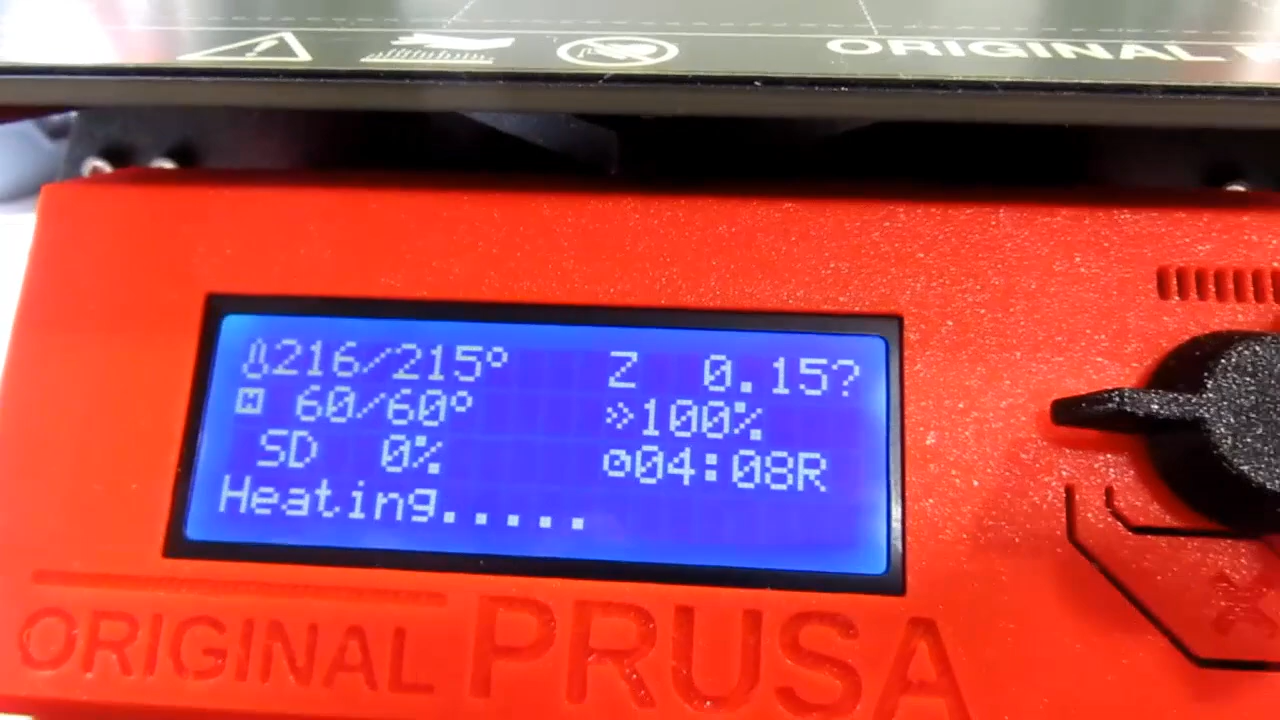 ORIGINAL
216/215° Z 0.15?
60/60° 100%
SD 0% 04:08R
Heating.....
ORIGINAL PRUSA